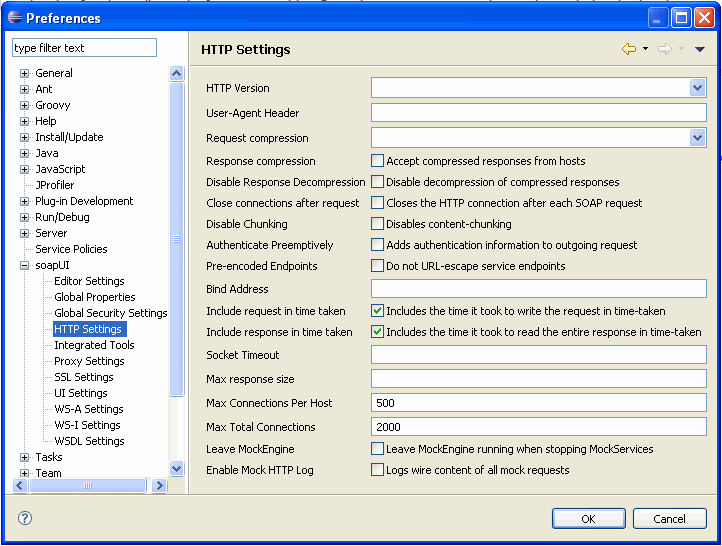 Preferences
type filter text
General
Ant
Groovy
Help
Install/Update
Java
JavaScript
JProfiler
Plug-in Development
Run/Debug
Server
Service Policies
soapUI
Editor Settings
Global Properties
Global Security Settings
HTTP Settings
Integrated Tools
Proxy Settings
SSL Settings
UI Settings
WS-A Settings
WS-I Settings
WSDL Settings
Tasks
Team
HTTP Settings
HTTP Version
User-Agent Header
Request compression
Response compression Accept compressed responses from hosts
Disable Response Decompression Disable decompression of compressed responses
Close connections after request Closes the HTTP connection after each SOAP request
Disable Chunking Disables content-chunking
Authenticate Preemptively Adds authentication information to outgoing request
Pre-encoded Endpoints Do not URL-escape service endpoints
Bind Address
Include request in time taken Includes the time it took to write the request in time-taken
Include response in time taken Includes the time it took to read the entire response in time-taken
Socket Timeout
Max response size
Max Connections Per Host 500
Max Total Connections 2000
Leave MockEngine Leave MockEngine running when stopping MockServices
Enable Mock HTTP Log Logs wire content of all mock requests
?
OK Cancel